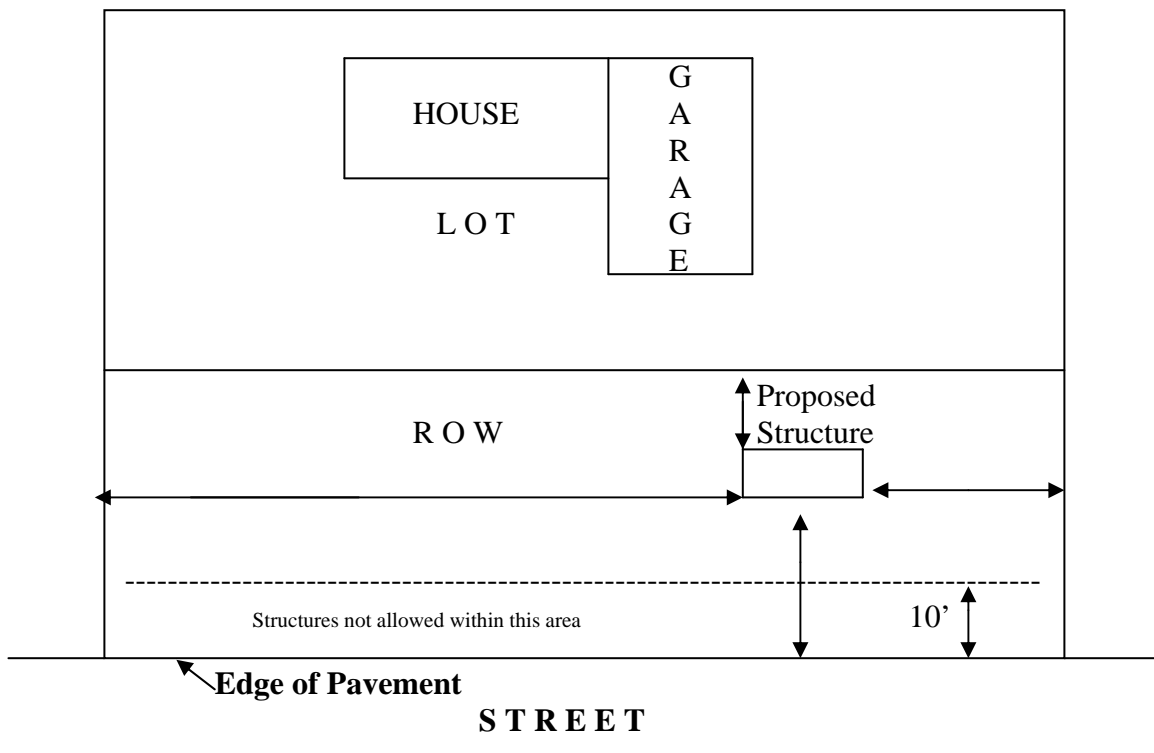 HOUSE
G
A
R
A
G
E
L O T
Proposed
Structure
R O W
10’
Structures not allowed within this area
Edge of Pavement
S T R E E T